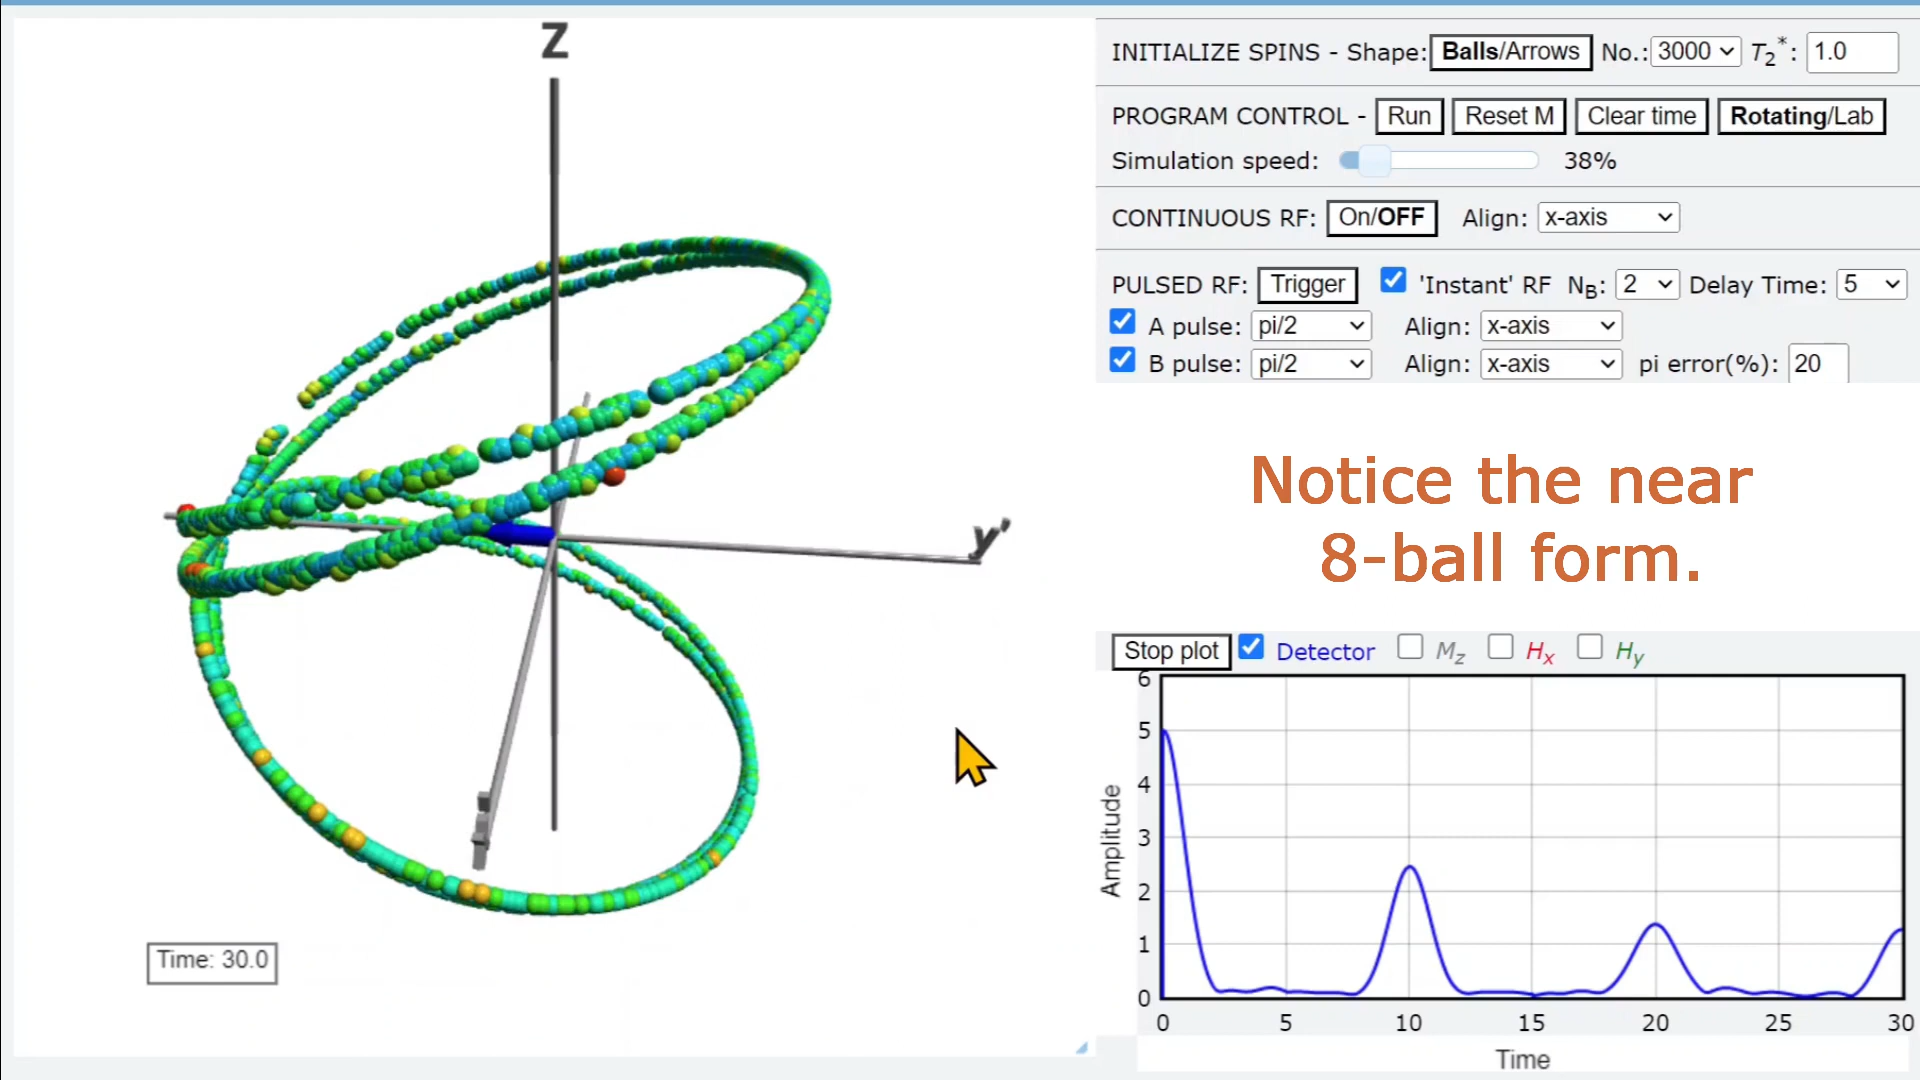 Z
y'
Time: 30.0
INITIALIZE SPINS - Shape: Balls/Arrows No.: 3000 T2*: 1.0
PROGRAM CONTROL - Run Reset M Clear time Rotating/Lab
Simulation speed: 38%
CONTINUOUS RF: On/OFF Align: x-axis
PULSED RF: Trigger 'Instant' RF NB: 2 Delay Time: 5
A pulse: pi/2 Align: x-axis
B pulse: pi/2 Align: x-axis pi error(%): 20
Notice the near
8-ball form.
Stop plot Detector Mz Hx Hy
6
5
4
3
2
1
0
Amplitude
0 5 10 15 20 25 30
Time